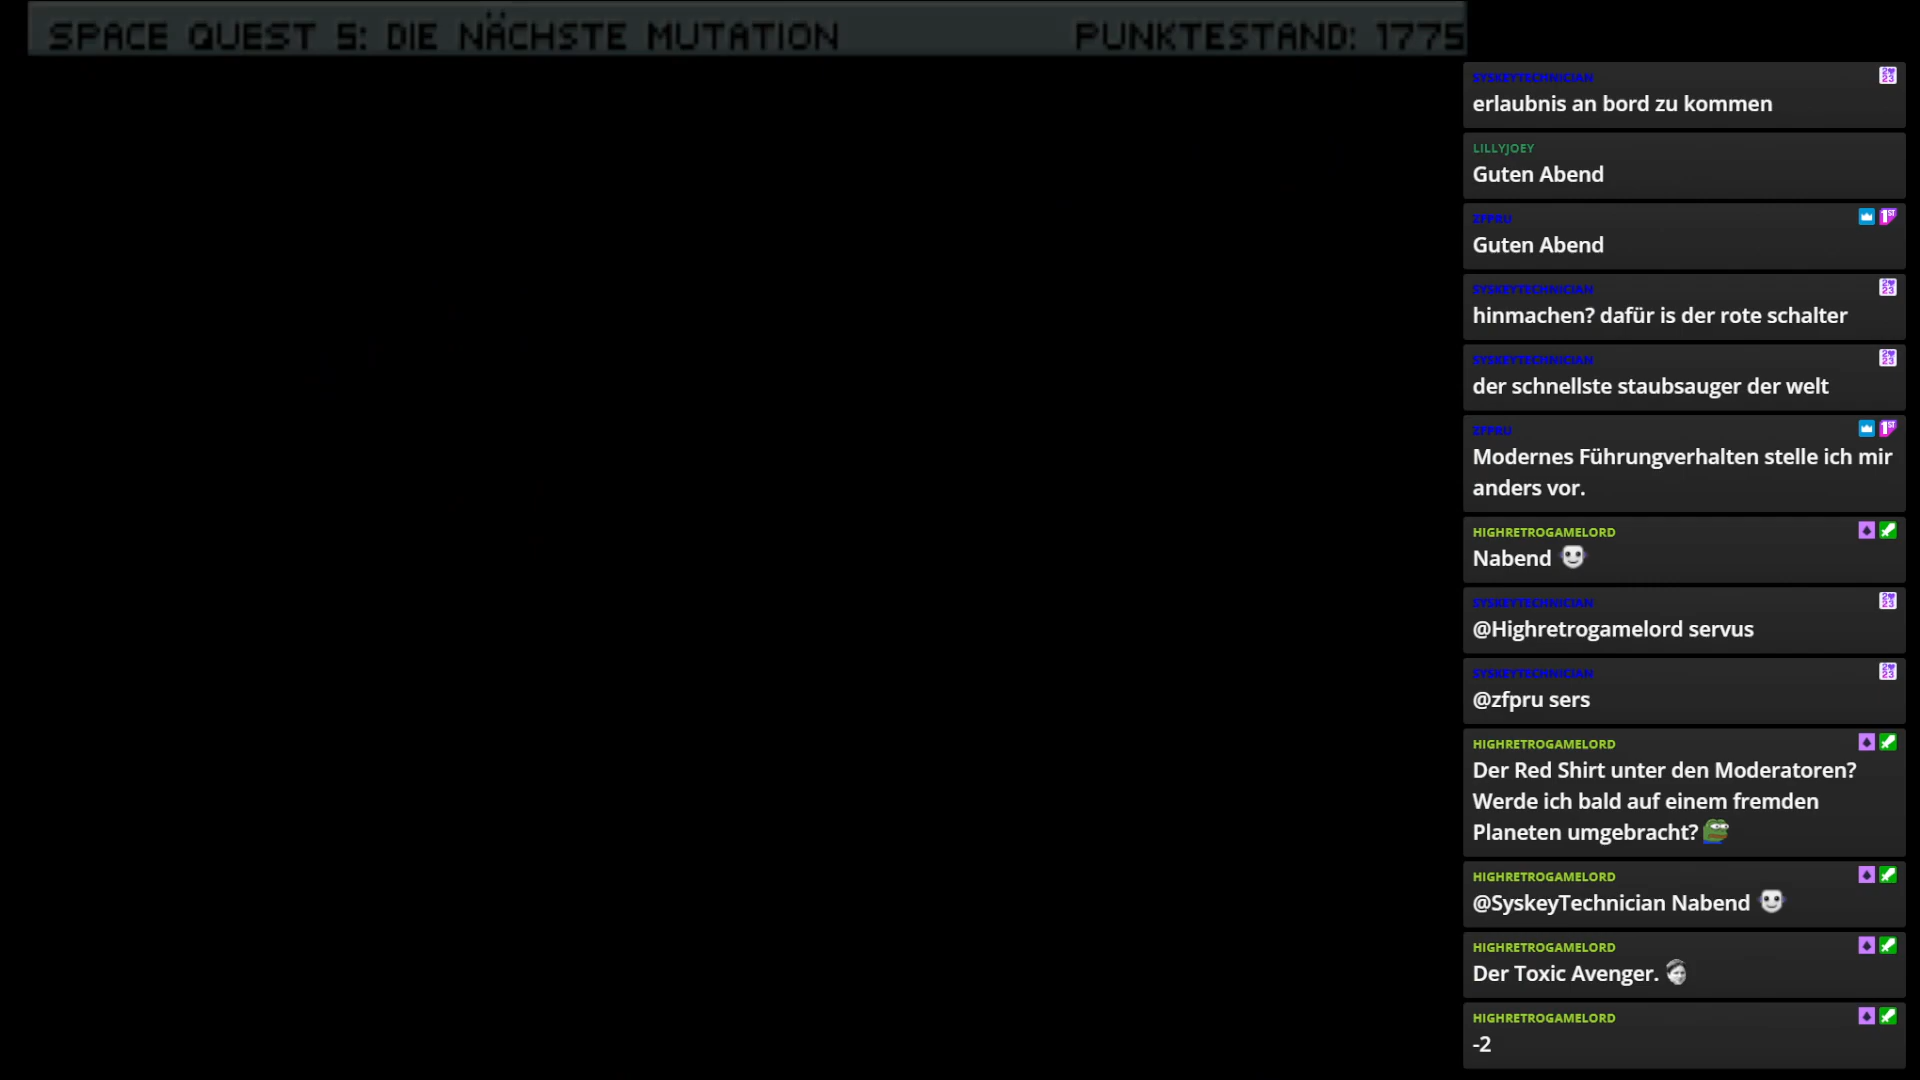 SPACE QUEST 5: DIE NÄCHSTE MUTATION PUNKTESTAND: 1775
SYSKEYTECHNICIAN
erlaubnis an bord zu kommen
LILLYJOEY
Guten Abend
ZFPRU
Guten Abend
SYSKEYTECHNICIAN
hinmachen? dafür is der rote schalter
SYSKEYTECHNICIAN
der schnellste staubsauger der welt
ZFPRU
Modernes Führungverhalten stelle ich mir
anders vor.
HIGHRETROGAMELORD
Nabend
SYSKEYTECHNICIAN
@Highretrogamelord servus
SYSKEYTECHNICIAN
@zfpru sers
HIGHRETROGAMELORD
Der Red Shirt unter den Moderatoren?
Werde ich bald auf einem fremden
Planeten umgebracht?
HIGHRETROGAMELORD
@SyskeyTechnician Nabend
HIGHRETROGAMELORD
Der Toxic Avenger.
HIGHRETROGAMELORD
-2